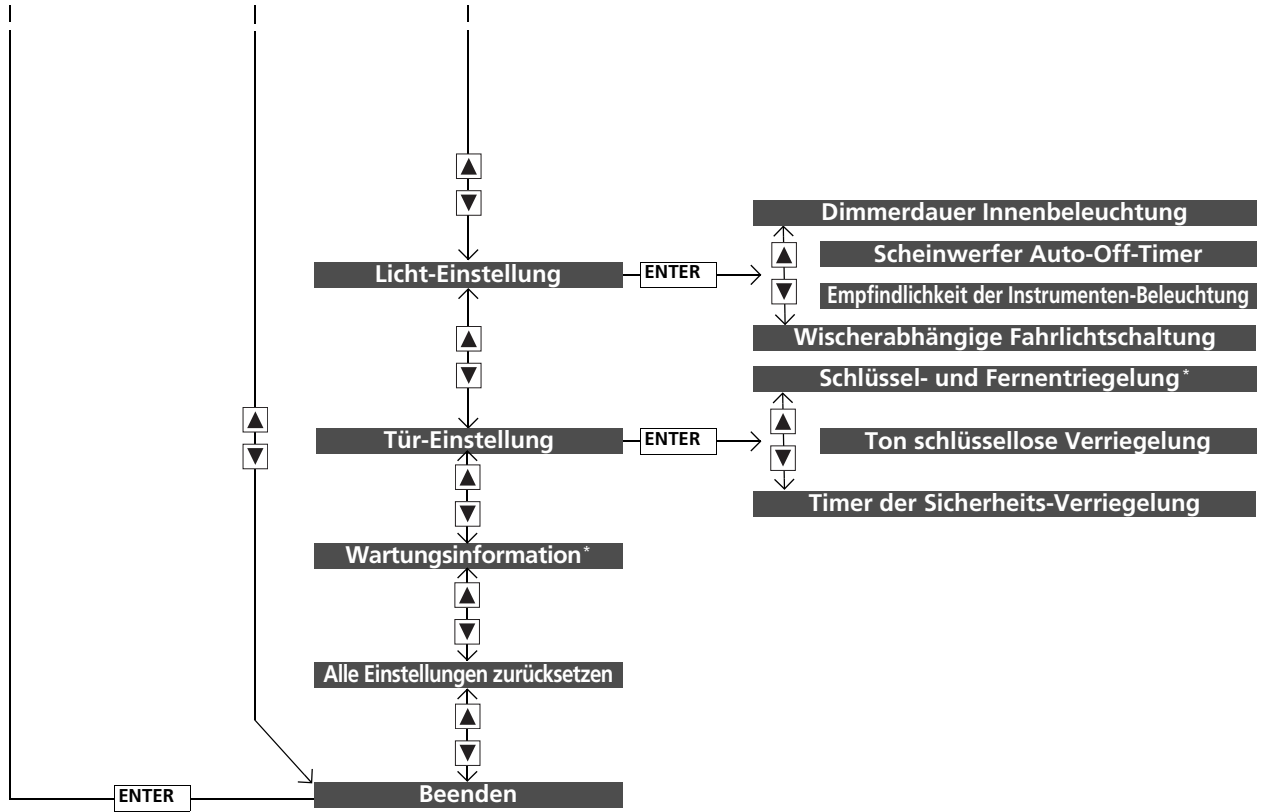 Dimmerdauer Innenbeleuchtung
Scheinwerfer Auto-Off-Timer
Licht-Einstellung
ENTER
Empfindlichkeit der Instrumenten-Beleuchtung
Wischerabhängige Fahrlichtschaltung
Schlüssel- und Fernentriegelung*
Tür-Einstellung
ENTER
Ton schlüssellose Verriegelung
Timer der Sicherheits-Verriegelung
Wartungsinformation*
Alle Einstellungen zurücksetzen
ENTER
Beenden